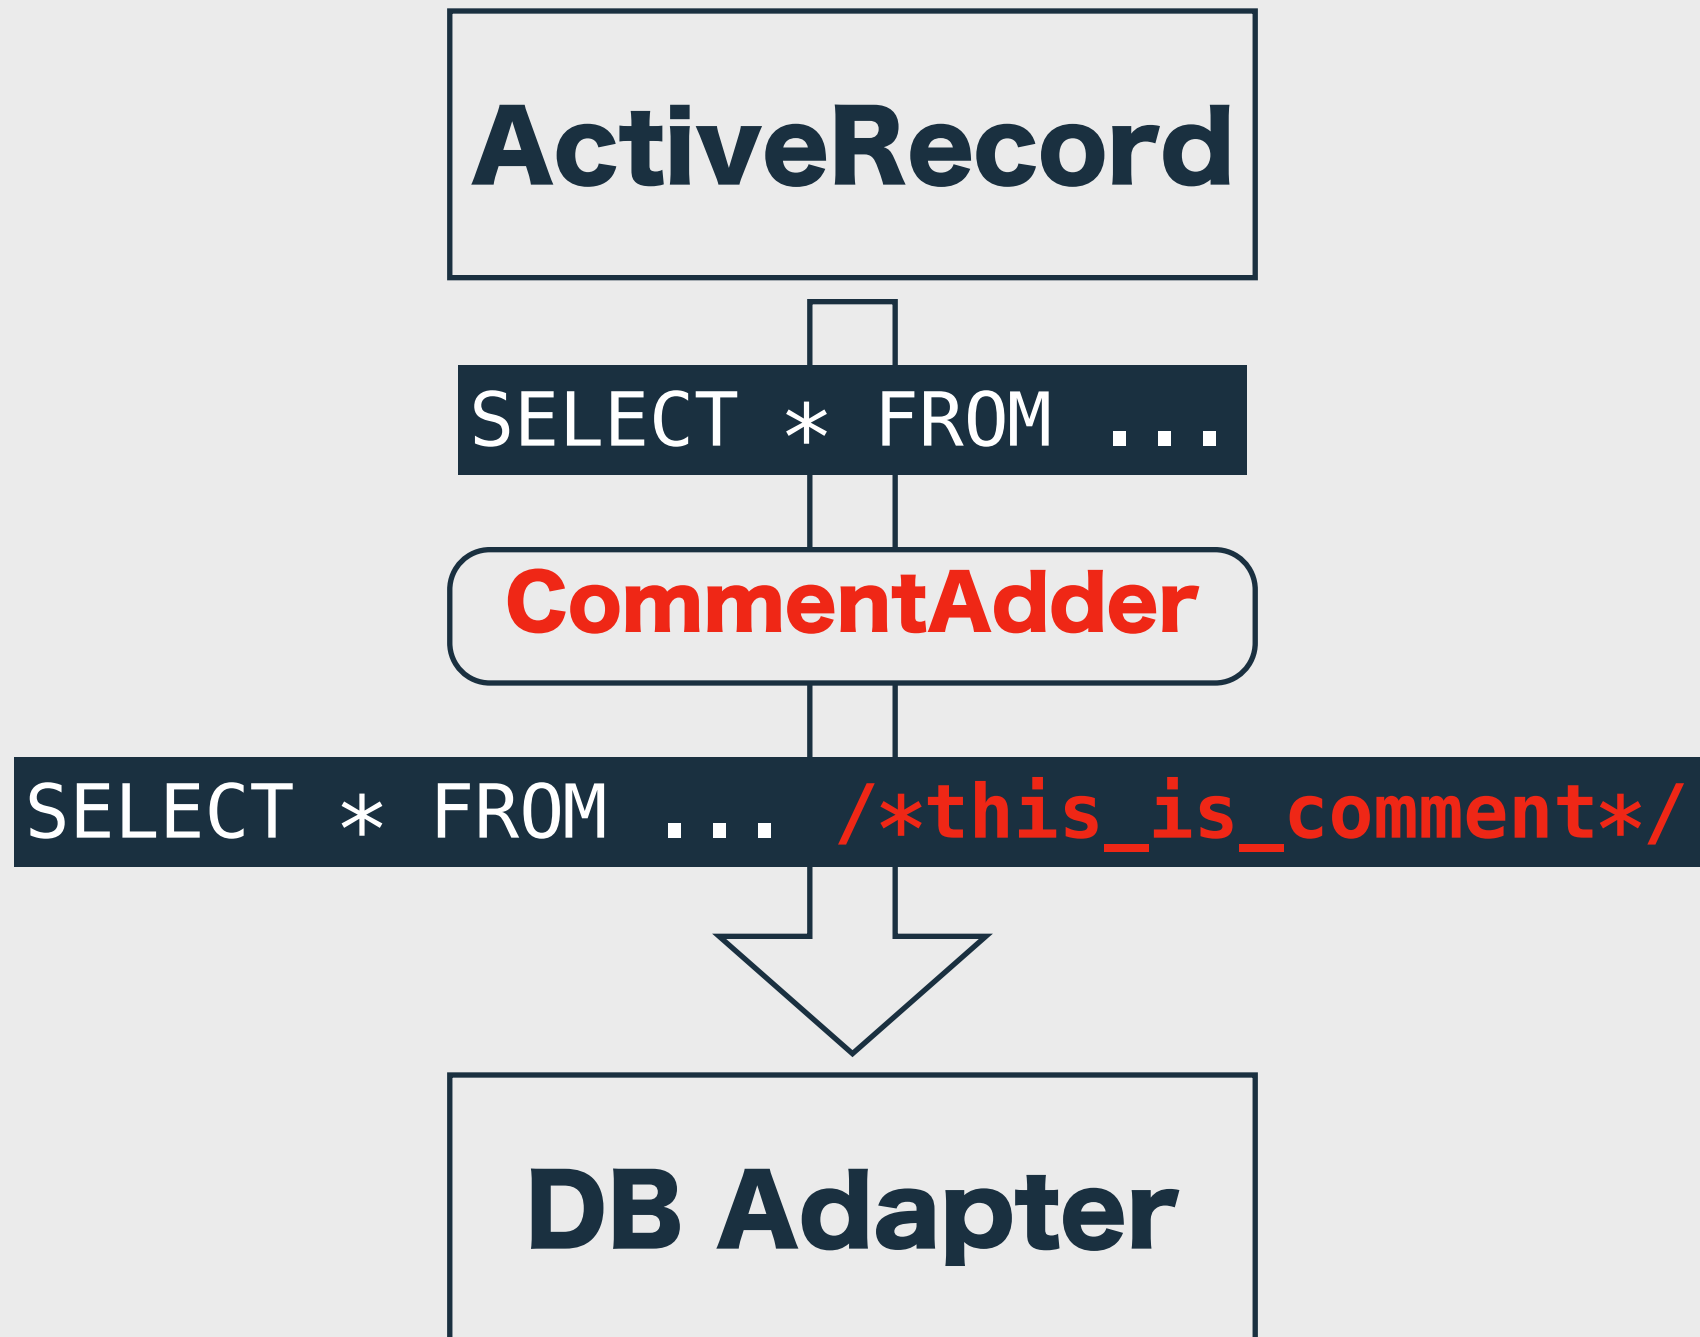 ActiveRecord
SELECT * FROM ...
CommentAdder
SELECT * FROM ... /*this_is_comment*/
DB Adapter